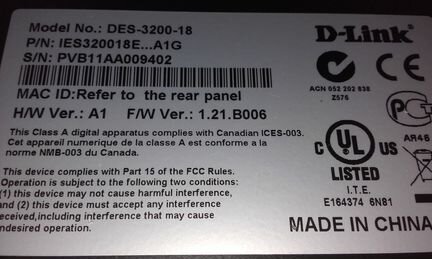 Model No.: DES-3200-18
P/N: IES320018E...A1G
S/N: PVB11AA009402
MAC ID:Refer to the rear panel
H/W Ver.: A1 F/W Ver.: 1.21.B006
This Class A digital apparatus complies with Canadian ICES-003.
Cet appareil numerique de la classe A est conforme a la
norme NMB-003 du Canada.
This device complies with Part 15 of the FCC Rules.
Operation is subject to the following two conditions:
(1) this device may not cause harmful interference,
and (2) this device must accept any interference
received,including interference that may cause
undesired operation.
D-Link
ACN 052 202 838
Z576
AR46
C UL US
LISTED
I.T.E.
E164374 6N81
MADE IN CHINA